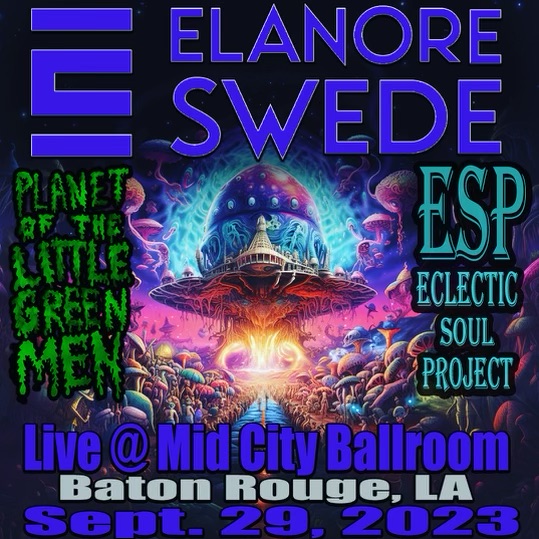 ELANORE
SWEDE
PLANET
OF THE
LITTLE
GREEN
MEN
ESP
ECLECTIC
SOUL
PROJECT
Live @ Mid City Ballroom
Baton Rouge, LA
Sept. 29, 2023